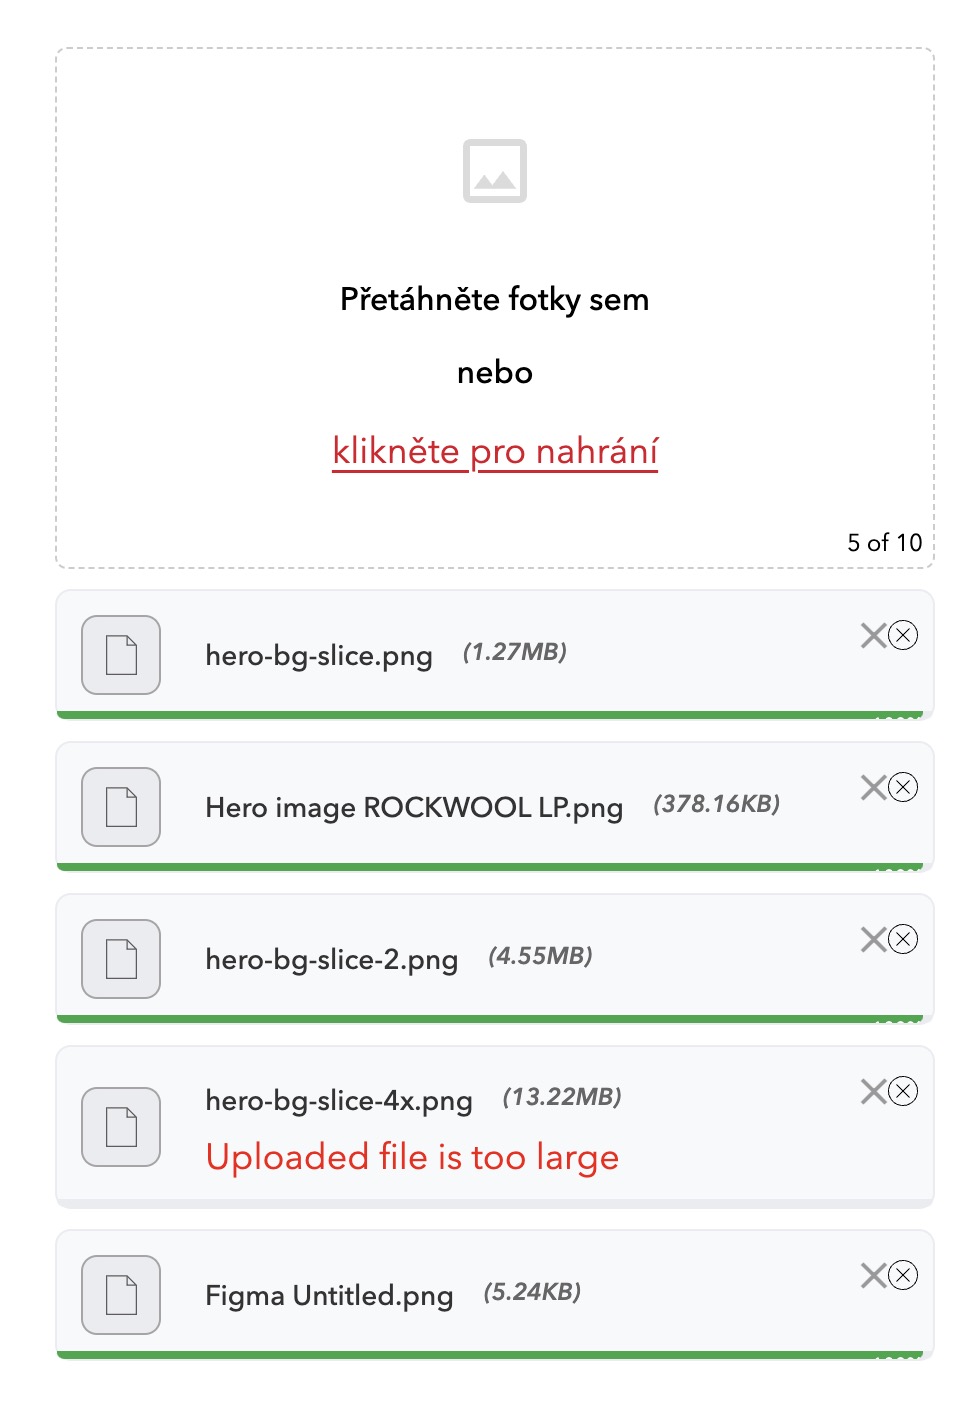 Přetáhněte fotky sem
nebo
klikněte pro nahrání
5 of 10
hero-bg-slice.png (1.27MB)
Hero image ROCKWOOL LP.png (378.16KB)
hero-bg-slice-2.png (4.55MB)
hero-bg-slice-4x.png (13.22MB)
Uploaded file is too large
Figma Untitled.png (5.24KB)